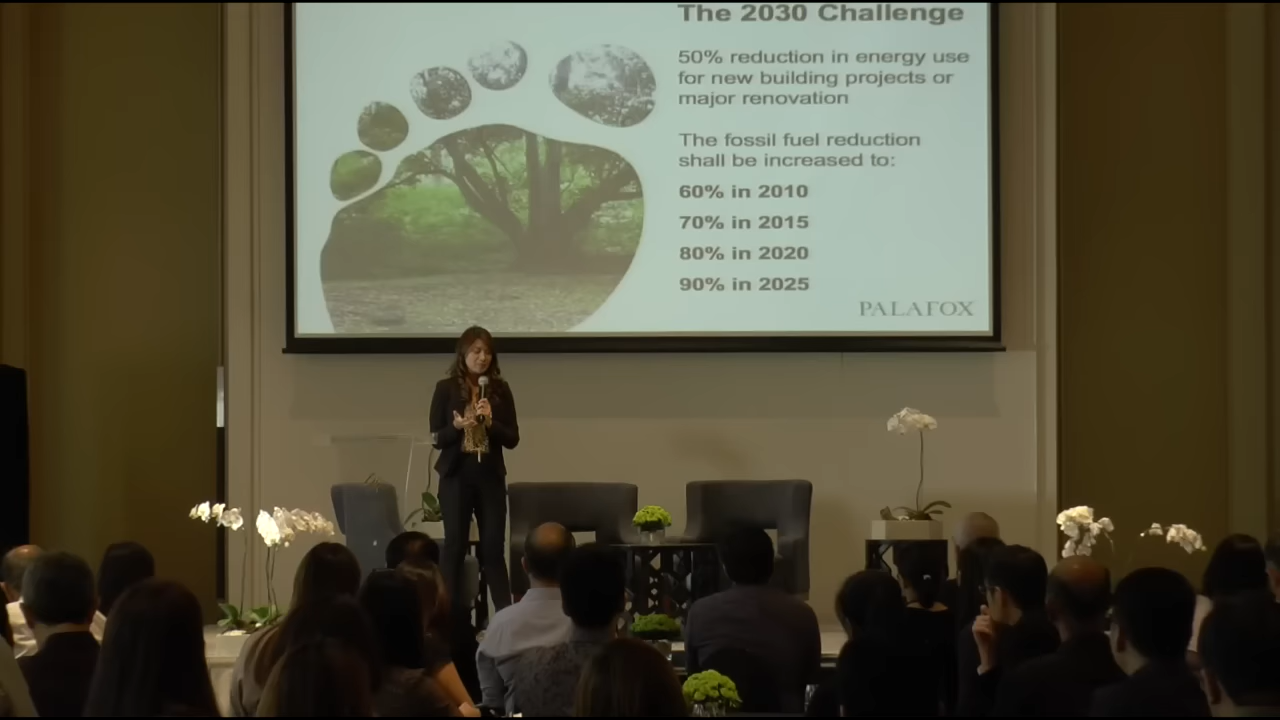 The 2030 Challenge
50% reduction in energy use
for new building projects or
major renovation
The fossil fuel reduction
shall be increased to:
60% in 2010
70% in 2015
80% in 2020
90% in 2025
PALAFOX